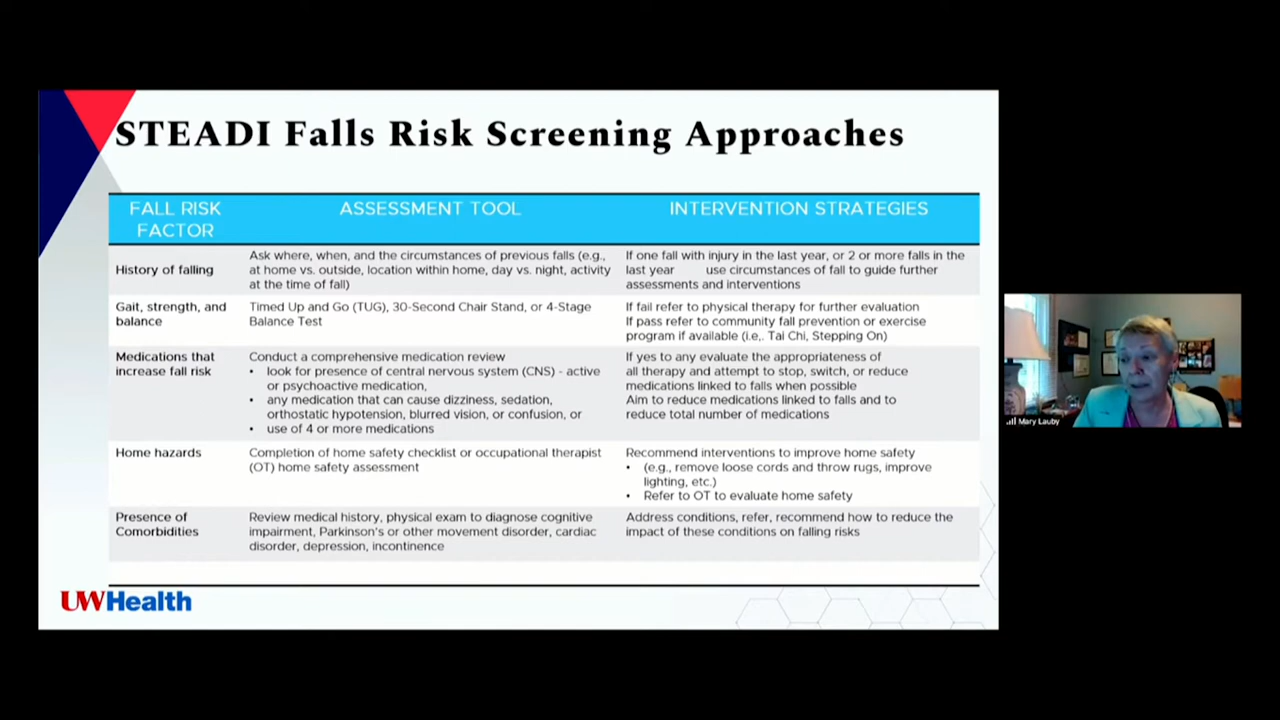 STEADI Falls Risk Screening Approaches
FALL RISK
FACTOR
ASSESSMENT TOOL
INTERVENTION STRATEGIES
History of falling
Ask where, when, and the circumstances of previous falls (e.g.,
at home vs. outside, location within home, day vs. night, activity
at the time of fall)
If one fall with injury in the last year, or 2 or more falls in the
last year use circumstances of fall to guide further
assessments and interventions
Gait, strength, and
balance
Timed Up and Go (TUG), 30-Second Chair Stand, or 4-Stage
Balance Test
If fail refer to physical therapy for further evaluation
If pass refer to community fall prevention or exercise
program if available (i.e,. Tai Chi, Stepping On)
Medications that
increase fall risk
Conduct a comprehensive medication review
• look for presence of central nervous system (CNS) - active
or psychoactive medication,
• any medication that can cause dizziness, sedation,
orthostatic hypotension, blurred vision, or confusion, or
• use of 4 or more medications
If yes to any evaluate the appropriateness of
all therapy and attempt to stop, switch, or reduce
medications linked to falls when possible
Aim to reduce medications linked to falls and to
reduce total number of medications
Home hazards
Completion of home safety checklist or occupational therapist
(OT) home safety assessment
Recommend interventions to improve home safety
• (e.g., remove loose cords and throw rugs, improve
lighting, etc.)
• Refer to OT to evaluate home safety
Presence of
Comorbidities
Review medical history, physical exam to diagnose cognitive
impairment, Parkinson's or other movement disorder, cardiac
disorder, depression, incontinence
Address conditions, refer, recommend how to reduce the
impact of these conditions on falling risks
UWHealth
Mary Lauby